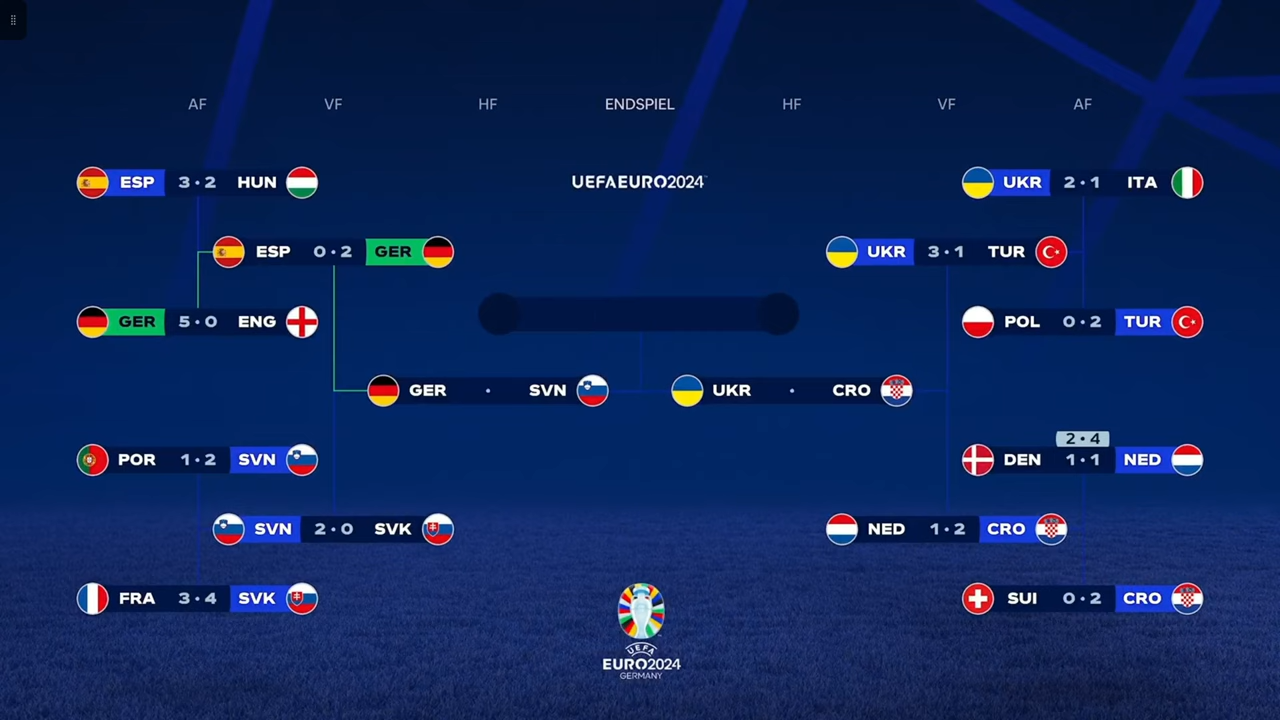 AF VF HF ENDSPIEL HF VF AF
ESP 3·2 HUN
UEFAEURO2024™
UKR 2·1 ITA
ESP 0·2 GER
UKR 3·1 TUR
GER 5·0 ENG
POL 0·2 TUR
GER · SVN
UKR · CRO
2·4
POR 1·2 SVN
DEN 1·1 NED
SVN 2·0 SVK
NED 1·2 CRO
FRA 3·4 SVK
SUI 0·2 CRO
UEFA
EURO2024
GERMANY